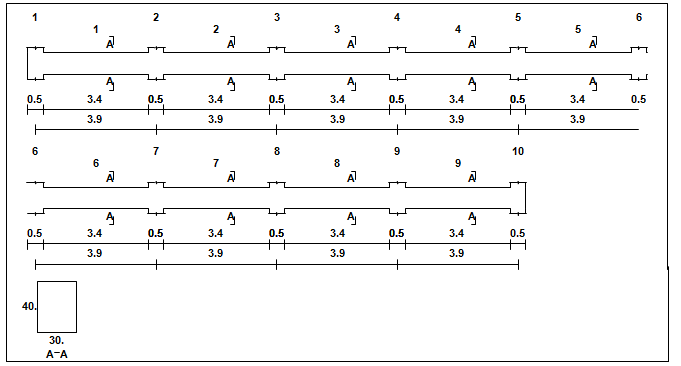 1 2 3 4 5 6
1 2 3 4 5
A A A A A
A A A A A
0.5 3.4 0.5 3.4 0.5 3.4 0.5 3.4 0.5 3.4 0.5
3.9 3.9 3.9 3.9 3.9
6 7 8 9 10
6 7 8 9
A A A A
A A A A
0.5 3.4 0.5 3.4 0.5 3.4 0.5 3.4 0.5
3.9 3.9 3.9 3.9
40.
30.
A-A